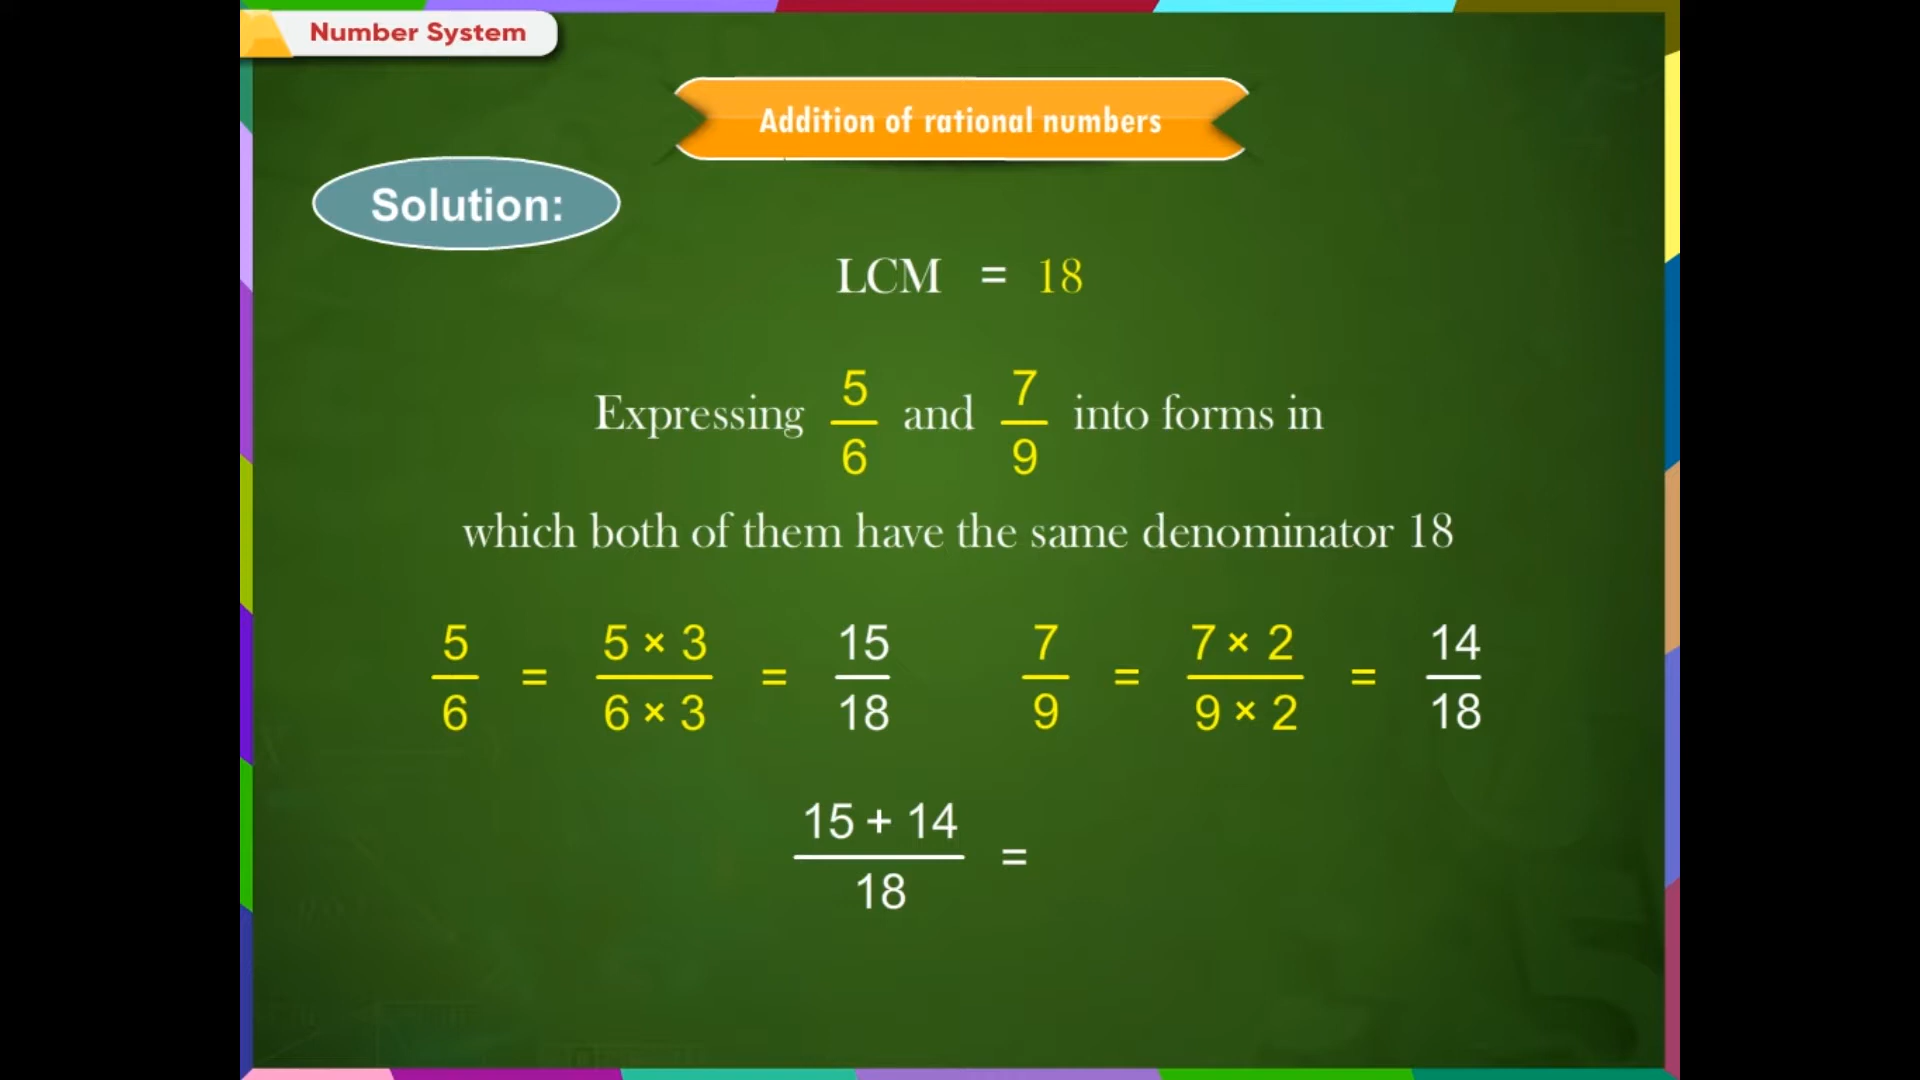 Number System
Addition of rational numbers
Solution:
LCM = 18
Expressing 5/6 and 7/9 into forms in
which both of them have the same denominator 18
5/6 = 5 × 3/6 × 3 = 15/18 7/9 = 7 × 2/9 × 2 = 14/18
15 + 14/18 =